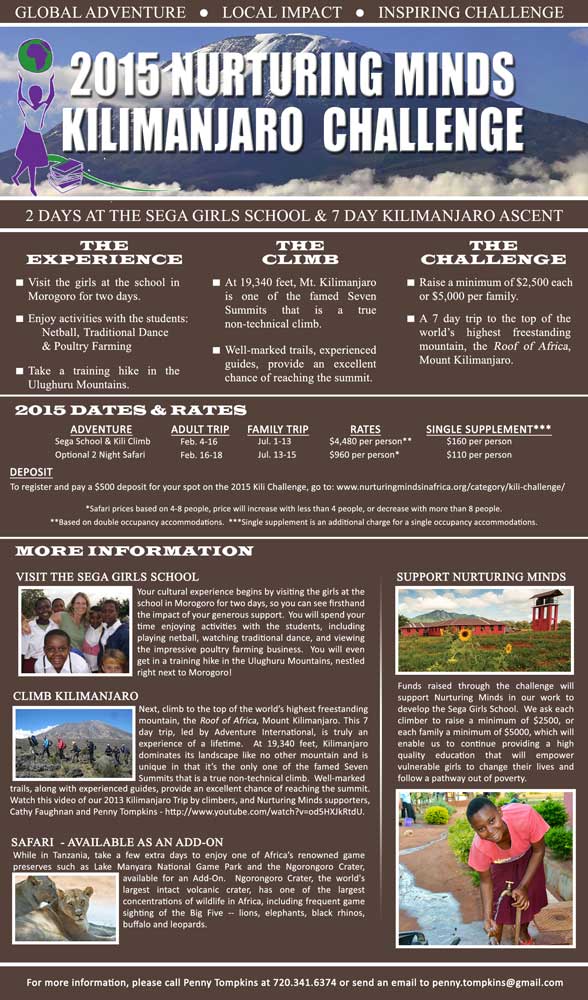 GLOBAL ADVENTURE ● LOCAL IMPACT ● INSPIRING CHALLENGE
2015 NURTURING MINDS
KILIMANJARO CHALLENGE
2 DAYS AT THE SEGA GIRLS SCHOOL & 7 DAY KILIMANJARO ASCENT
THE
EXPERIENCE
■ Visit the girls at the school in
Morogoro for two days.
■ Enjoy activities with the students:
Netball, Traditional Dance
& Poultry Farming
■ Take a training hike in the
Ulughuru Mountains.
THE
CLIMB
■ At 19,340 feet, Mt. Kilimanjaro
is one of the famed Seven
Summits that is a true
non-technical climb.
■ Well-marked trails, experienced
guides, provide an excellent
chance of reaching the summit.
THE
CHALLENGE
■ Raise a minimum of $2,500 each
or $5,000 per family.
■ A 7 day trip to the top of the
world's highest freestanding
mountain, the Roof of Africa,
Mount Kilimanjaro.
2015 DATES & RATES
ADVENTURE ADULT TRIP FAMILY TRIP RATES SINGLE SUPPLEMENT***
Sega School & Kili Climb Feb. 4-16 Jul. 1-13 $4,480 per person** $160 per person
Optional 2 Night Safari Feb. 16-18 Jul. 13-15 $960 per person* $110 per person
DEPOSIT
To register and pay a $500 deposit for your spot on the 2015 Kili Challenge, go to: www.nurturingmindsinafrica.org/category/kili-challenge/
*Safari prices based on 4-8 people, price will increase with less than 4 people, or decrease with more than 8 people.
**Based on double occupancy accommodations. ***Single supplement is an additional charge for a single occupancy accommodations.
MORE INFORMATION
VISIT THE SEGA GIRLS SCHOOL
Your cultural experience begins by visiting the girls at the
school in Morogoro for two days, so you can see firsthand
the impact of your generous support. You will spend your
time enjoying activities with the students, including
playing netball, watching traditional dance, and viewing
the impressive poultry farming business. You will even
get in a training hike in the Ulughuru Mountains, nestled
right next to Morogoro!
CLIMB KILIMANJARO
Next, climb to the top of the world's highest freestanding
mountain, the Roof of Africa, Mount Kilimanjaro. This 7
day trip, led by Adventure International, is truly an
experience of a lifetime. At 19,340 feet, Kilimanjaro
dominates its landscape like no other mountain and is
unique in that it's the only one of the famed Seven
Summits that is a true non-technical climb. Well-marked
trails, along with experienced guides, provide an excellent chance of reaching the summit.
Watch this video of our 2013 Kilimanjaro Trip by climbers, and Nurturing Minds supporters,
Cathy Faughnan and Penny Tompkins - http://www.youtube.com/watch?v=od5HXJkRtdU.
SAFARI - AVAILABLE AS AN ADD-ON
While in Tanzania, take a few extra days to enjoy one of Africa's renowned game
preserves such as Lake Manyara National Game Park and the Ngorongoro Crater,
available for an Add-On. Ngorongoro Crater, the world's
largest intact volcanic crater, has one of the largest
concentrations of wildlife in Africa, including frequent game
sighting of the Big Five -- lions, elephants, black rhinos,
buffalo and leopards.
SUPPORT NURTURING MINDS
Funds raised through the challenge will
support Nurturing Minds in our work to
develop the Sega Girls School. We ask each
climber to raise a minimum of $2500, or
each family a minimum of $5000, which will
enable us to continue providing a high
quality education that will empower
vulnerable girls to change their lives and
follow a pathway out of poverty.
For more information, please call Penny Tompkins at 720.341.6374 or send an email to penny.tompkins@gmail.com